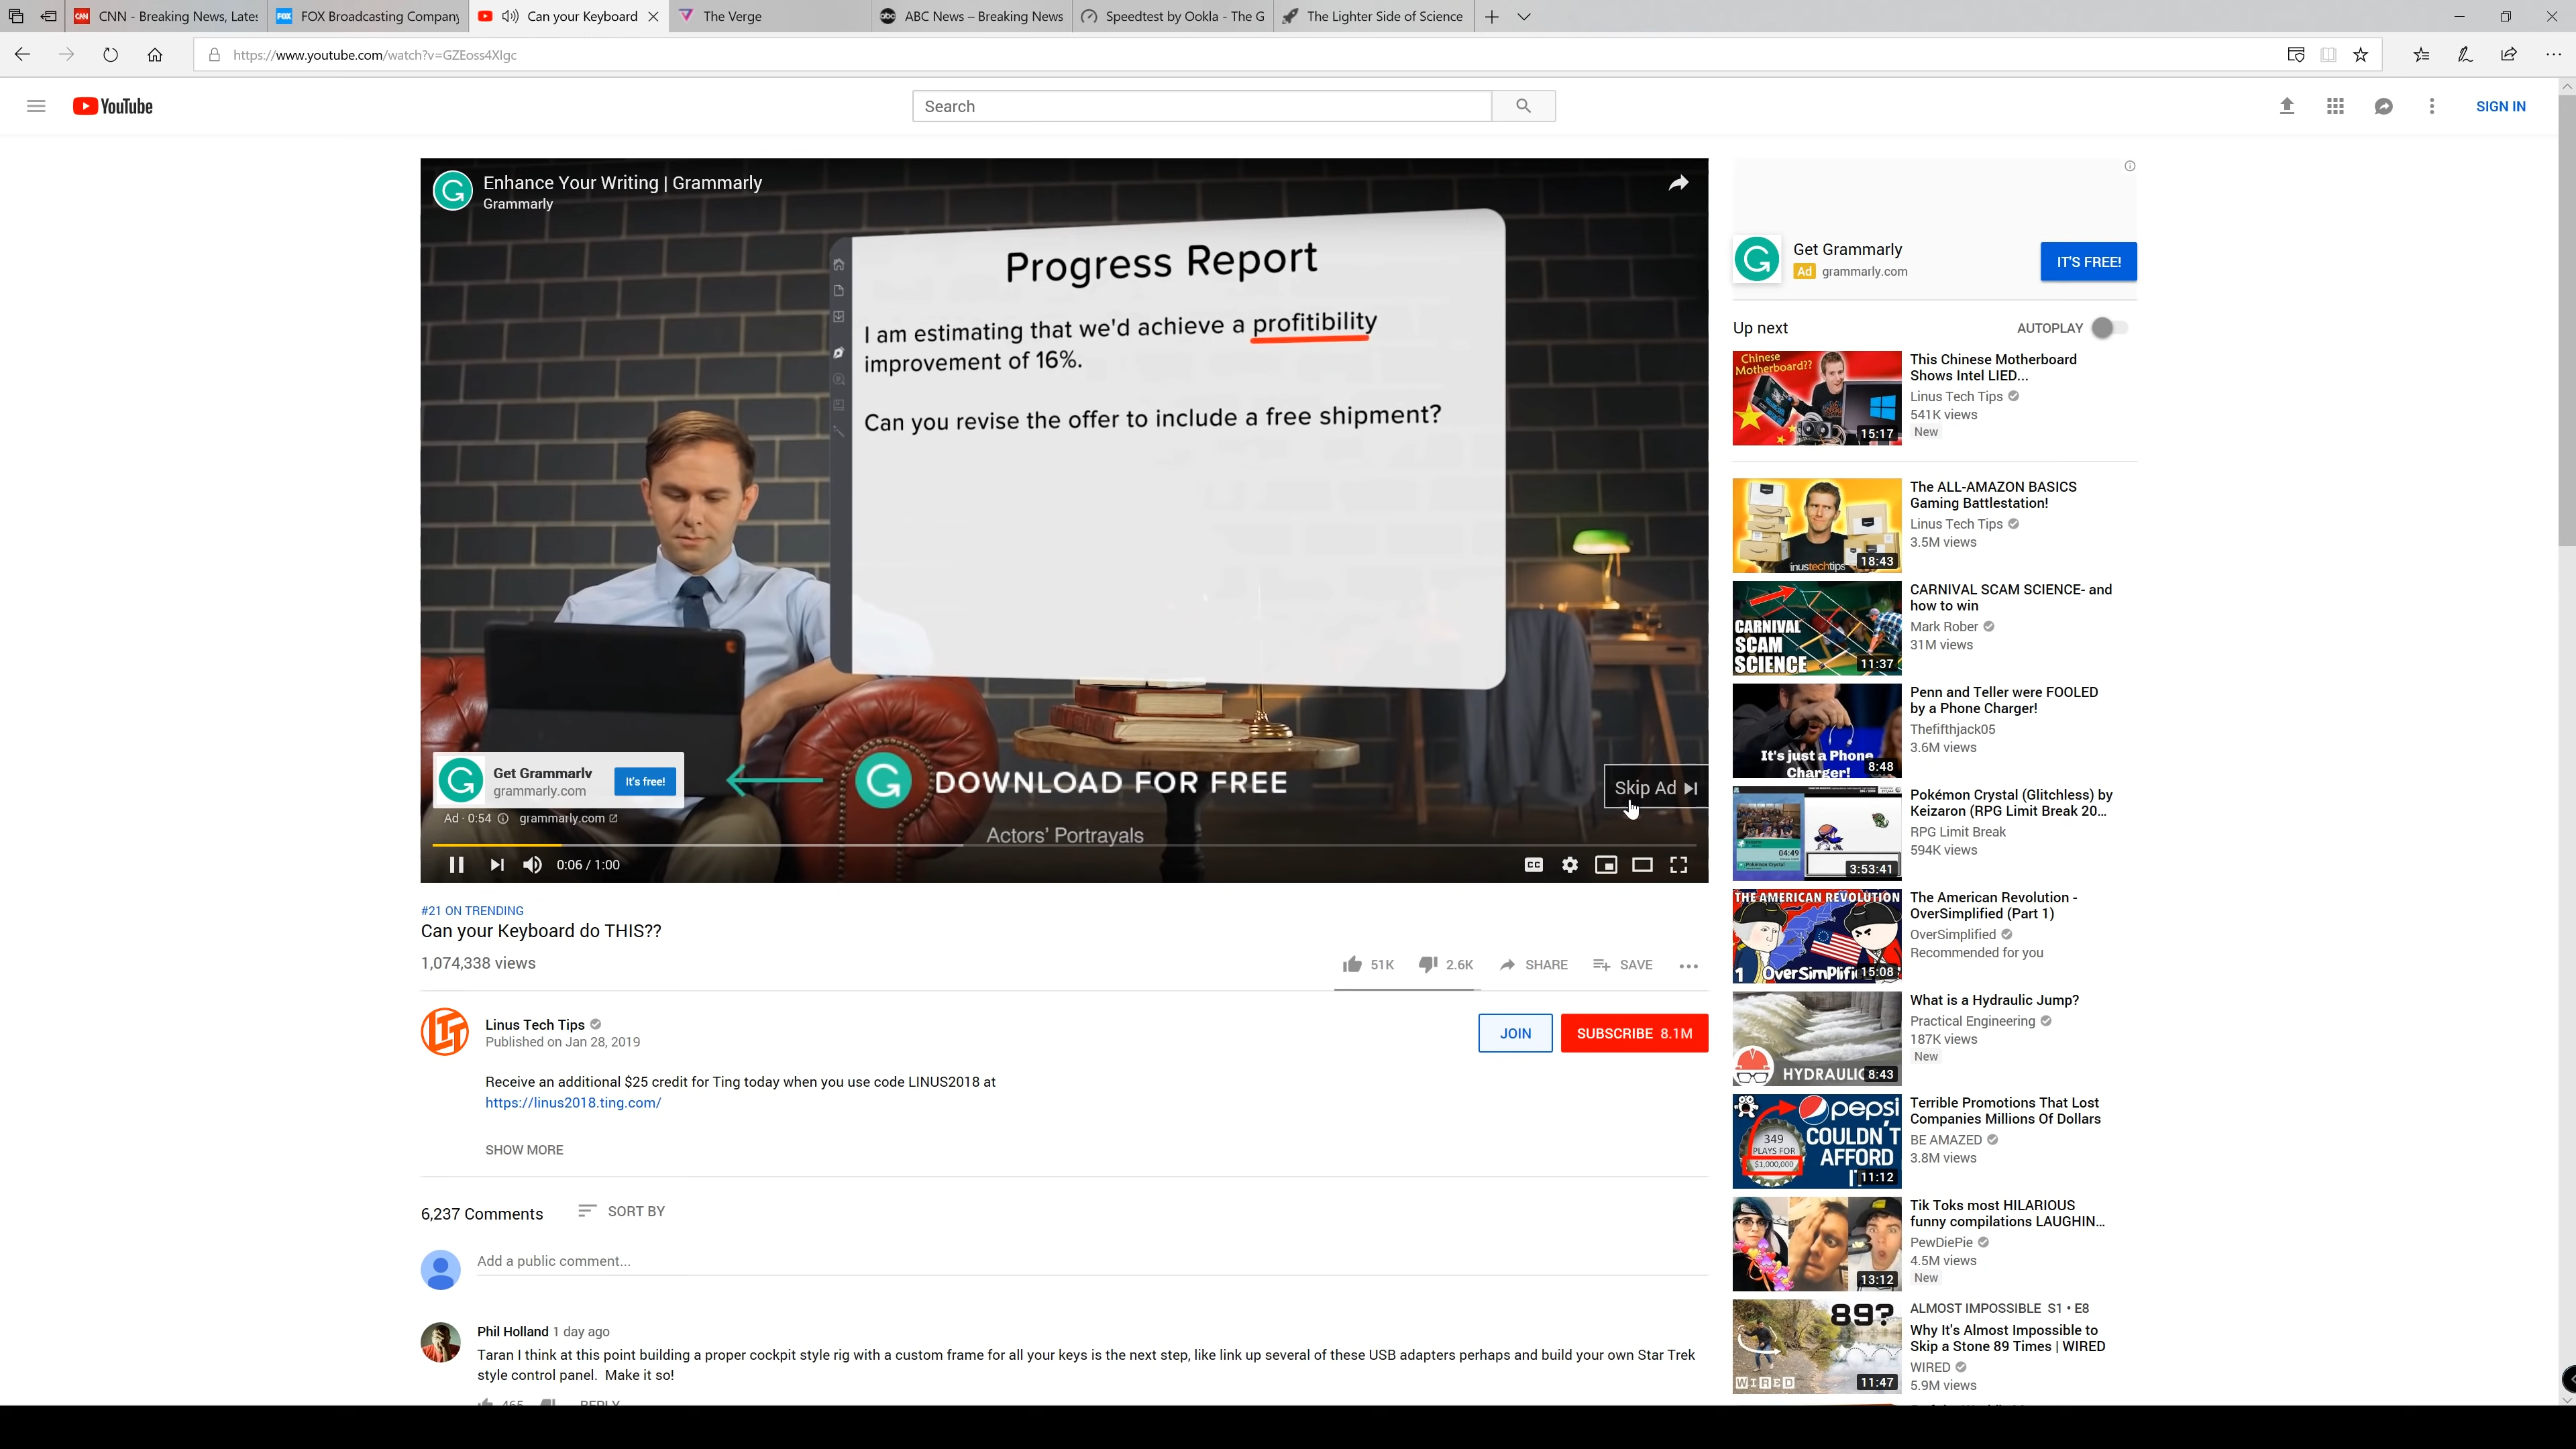 CNN - Breaking News, Lates
FOX Broadcasting Company
Can your Keyboard
The Verge
ABC News – Breaking News
Speedtest by Ookla - The G
The Lighter Side of Science
https://www.youtube.com/watch?v=GZEoss4XIgc
YouTube
Search
SIGN IN
Enhance Your Writing | Grammarly
Grammarly
Progress Report
I am estimating that we'd achieve a profitibility
improvement of 16%.
Can you revise the offer to include a free shipment?
Get Grammarly
grammarly.com
It's free!
DOWNLOAD FOR FREE
Skip Ad
Ad · 0:54 grammarly.com
Actors' Portrayals
0:06 / 1:00
CC
#21 ON TRENDING
Can your Keyboard do THIS??
1,074,338 views
51K 2.6K SHARE SAVE
Linus Tech Tips
Published on Jan 28, 2019
JOIN
SUBSCRIBE 8.1M
Receive an additional $25 credit for Ting today when you use code LINUS2018 at
https://linus2018.ting.com/
SHOW MORE
6,237 Comments SORT BY
Add a public comment...
Phil Holland 1 day ago
Taran I think at this point building a proper cockpit style rig with a custom frame for all your keys is the next step, like link up several of these USB adapters perhaps and build your own Star Trek
style control panel. Make it so!
465 REPLY
Get Grammarly
Ad grammarly.com
IT'S FREE!
Up next AUTOPLAY
Chinese
Motherboard??
15:17
This Chinese Motherboard
Shows Intel LIED...
Linus Tech Tips
541K views
New
linustechtips
18:43
The ALL-AMAZON BASICS
Gaming Battlestation!
Linus Tech Tips
3.5M views
CARNIVAL
SCAM
SCIENCE
11:37
CARNIVAL SCAM SCIENCE- and
how to win
Mark Rober
31M views
It's just a Phone
Charger!
8:48
Penn and Teller were FOOLED
by a Phone Charger!
Thefifthjack05
3.6M views
04:49
3:53:41
Pokémon Crystal (Glitchless) by
Keizaron (RPG Limit Break 20...
RPG Limit Break
594K views
THE AMERICAN REVOLUTION
1 OverSimplifi
15:08
The American Revolution -
OverSimplified (Part 1)
OverSimplified
Recommended for you
HYDRAULIC
8:43
What is a Hydraulic Jump?
Practical Engineering
187K views
New
pepsi
COULDN'T
AFFORD
349
PLAYS FOR
$1,000,000
11:12
Terrible Promotions That Lost
Companies Millions Of Dollars
BE AMAZED
3.8M views
13:12
Tik Toks most HILARIOUS
funny compilations LAUGHIN...
PewDiePie
4.5M views
New
89?
WIRED
11:47
ALMOST IMPOSSIBLE S1 • E8
Why It's Almost Impossible to
Skip a Stone 89 Times | WIRED
WIRED
5.9M views